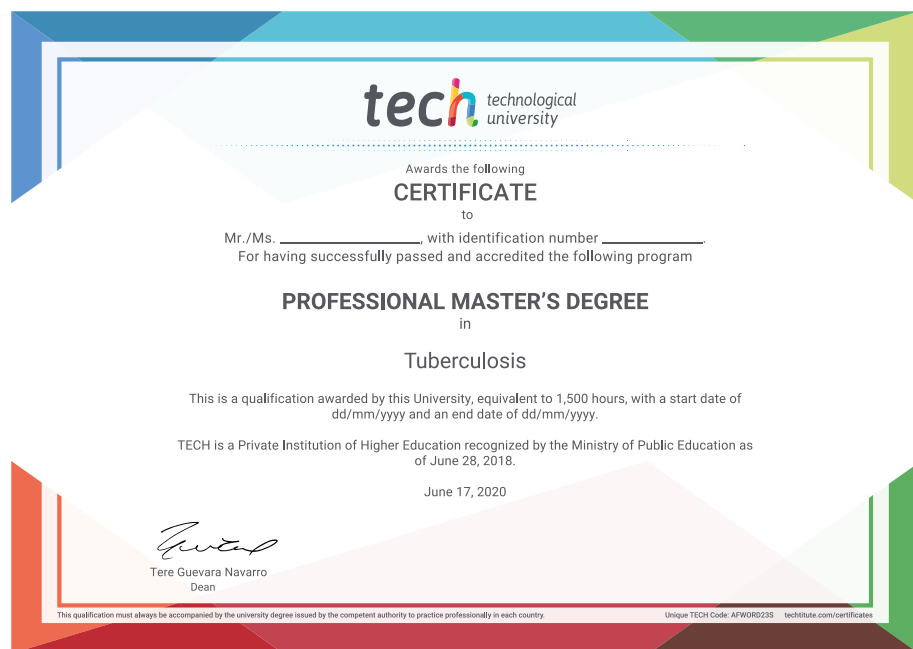 tech technological
university
Awards the following
CERTIFICATE
to
Mr./Ms. ____________________, with identification number ______________.
For having successfully passed and accredited the following program
PROFESSIONAL MASTER'S DEGREE
in
Tuberculosis
This is a qualification awarded by this University, equivalent to 1,500 hours, with a start date of
dd/mm/yyyy and an end date of dd/mm/yyyy.
TECH is a Private Institution of Higher Education recognized by the Ministry of Public Education as
of June 28, 2018.
June 17, 2020
Tere Guevara Navarro
Dean
This qualification must always be accompanied by the university degree issued by the competent authority to practice professionally in each country.
Unique TECH Code: AFWORD23S techtitute.com/certificates